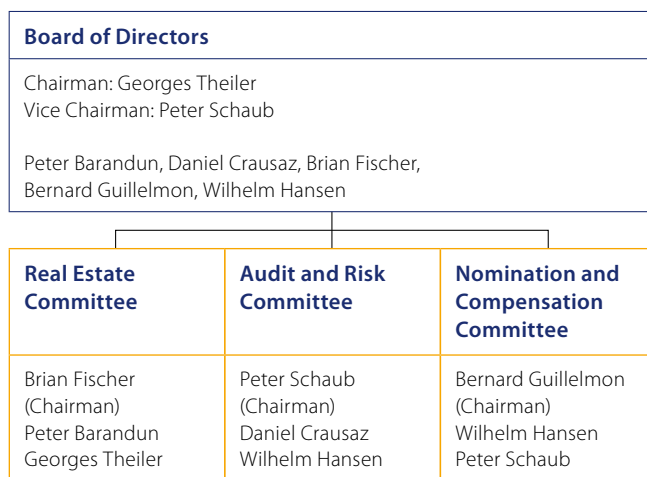 Board of Directors
Chairman: Georges Theiler
Vice Chairman: Peter Schaub
Peter Barandun, Daniel Crausaz, Brian Fischer,
Bernard Guillelmon, Wilhelm Hansen
Real Estate
Committee
Brian Fischer
(Chairman)
Peter Barandun
Georges Theiler
Audit and Risk
Committee
Peter Schaub
(Chairman)
Daniel Crausaz
Wilhelm Hansen
Nomination and
Compensation
Committee
Bernard Guillelmon
(Chairman)
Wilhelm Hansen
Peter Schaub